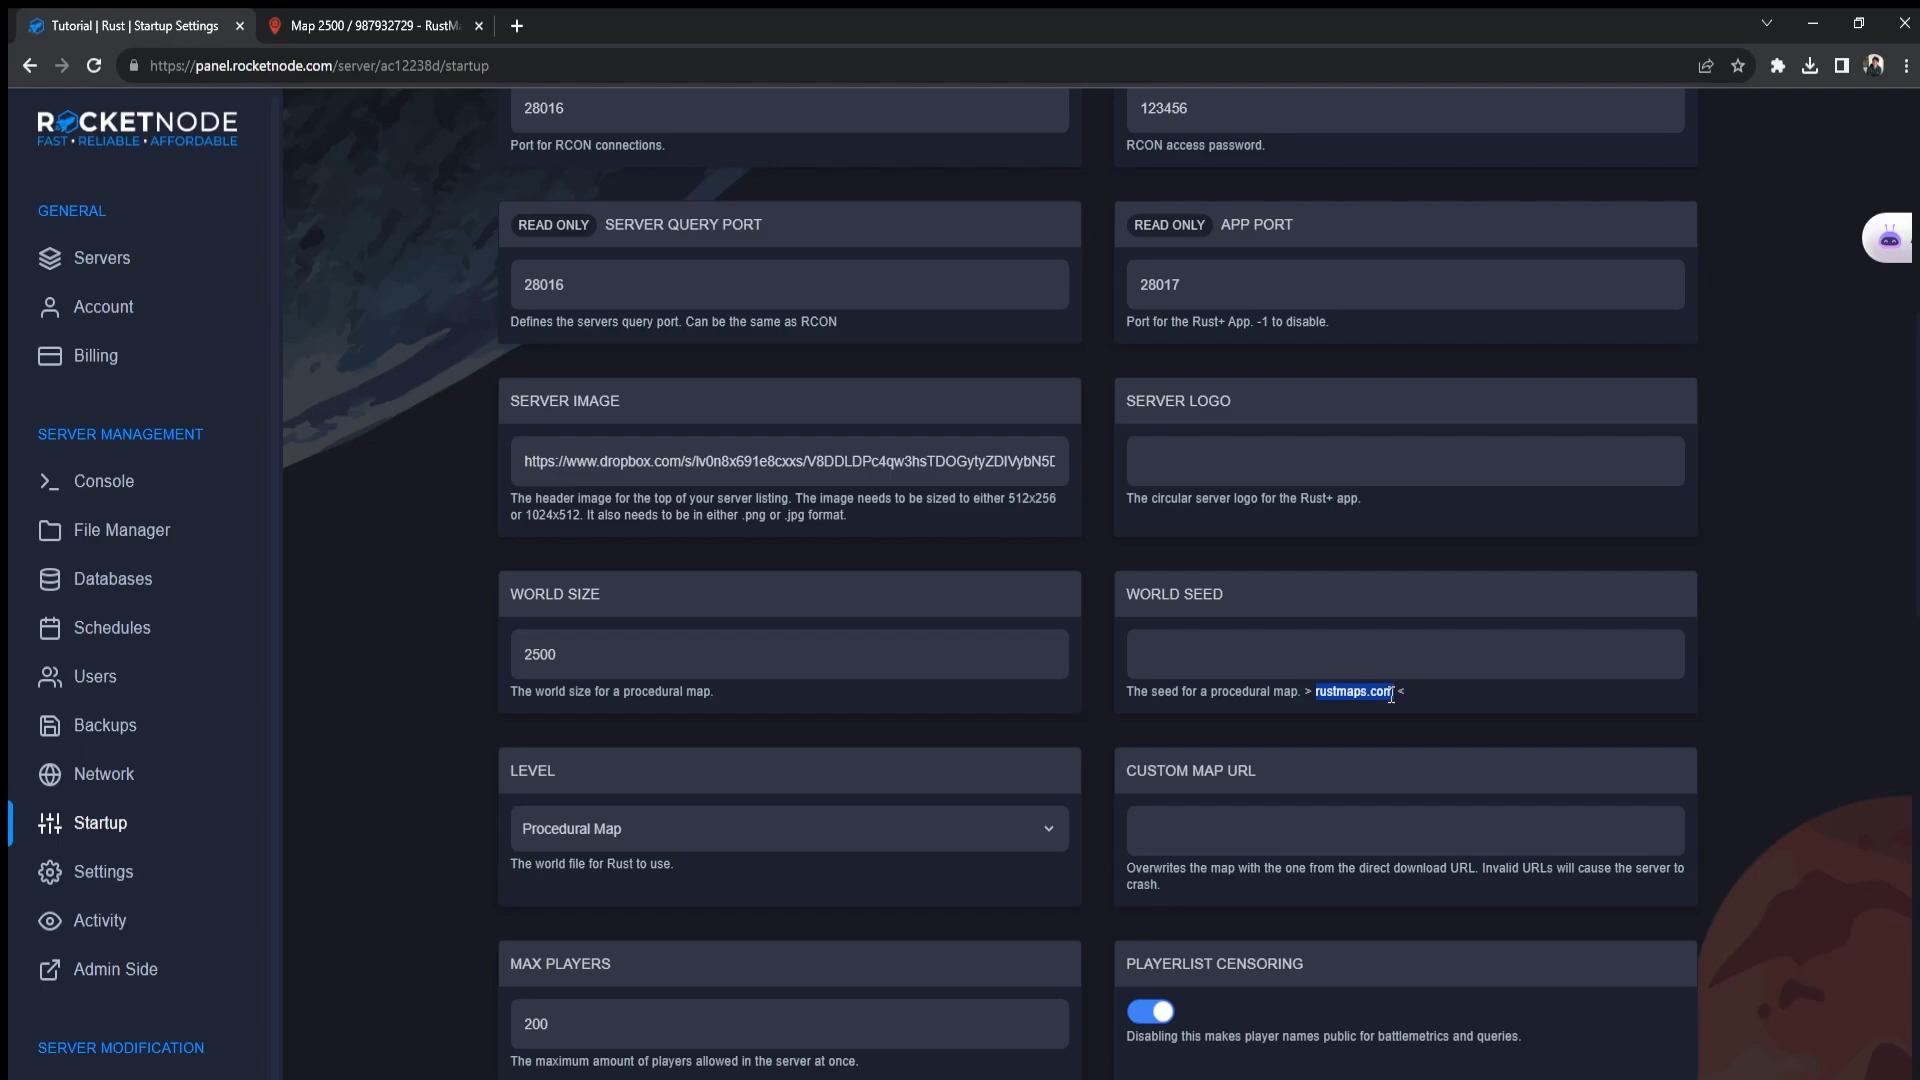 Tutorial | Rust | Startup Settings
Map 2500 / 987932729 - RustM
https://panel.rocketnode.com/server/ac12238d/startup
ROCKETNODE
FAST • RELIABLE • AFFORDABLE
GENERAL
Servers
Account
Billing
SERVER MANAGEMENT
Console
File Manager
Databases
Schedules
Users
Backups
Network
Startup
Settings
Activity
Admin Side
SERVER MODIFICATION
28016
Port for RCON connections.
123456
RCON access password.
READ ONLY SERVER QUERY PORT
28016
Defines the servers query port. Can be the same as RCON
READ ONLY APP PORT
28017
Port for the Rust+ App. -1 to disable.
SERVER IMAGE
https://www.dropbox.com/s/lv0n8x691e8cxxs/V8DDLDPc4qw3hsTDOGytyZDIVybN5D
The header image for the top of your server listing. The image needs to be sized to either 512x256
or 1024x512. It also needs to be in either .png or .jpg format.
SERVER LOGO
The circular server logo for the Rust+ app.
WORLD SIZE
2500
The world size for a procedural map.
WORLD SEED
The seed for a procedural map. > rustmaps.com <
LEVEL
Procedural Map
The world file for Rust to use.
CUSTOM MAP URL
Overwrites the map with the one from the direct download URL. Invalid URLs will cause the server to
crash.
MAX PLAYERS
200
The maximum amount of players allowed in the server at once.
PLAYERLIST CENSORING
Disabling this makes player names public for battlemetrics and queries.